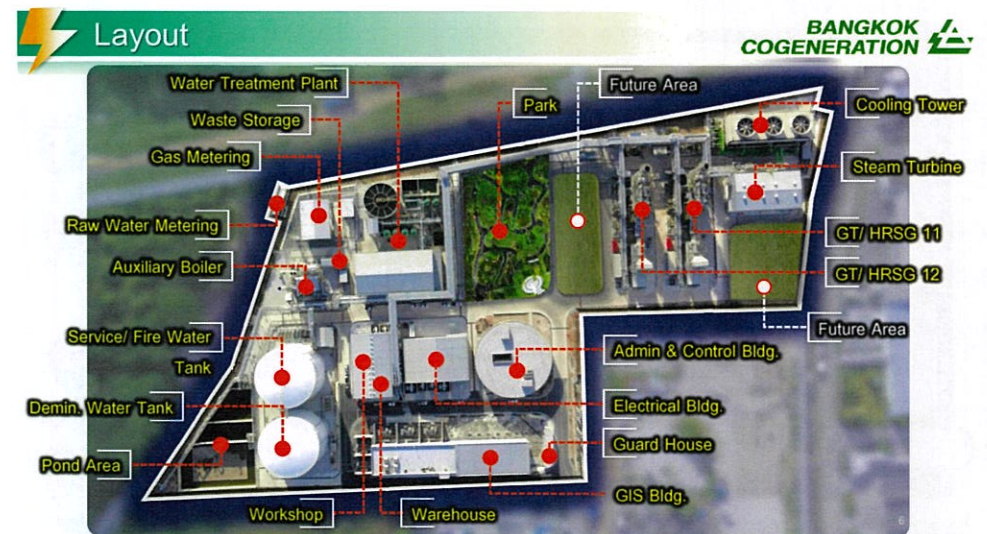 Layout
BANGKOK
COGENERATION
Water Treatment Plant
Future Area
Park
Cooling Tower
Waste Storage
Gas Metering
Steam Turbine
Raw Water Metering
GT/ HRSG 11
Auxiliary Boiler
GT/ HRSG 12
Service/ Fire Water
Tank
Future Area
Admin & Control Bldg.
Demin. Water Tank
Electrical Bldg.
Guard House
Pond Area
GIS Bldg.
Workshop
Warehouse
6